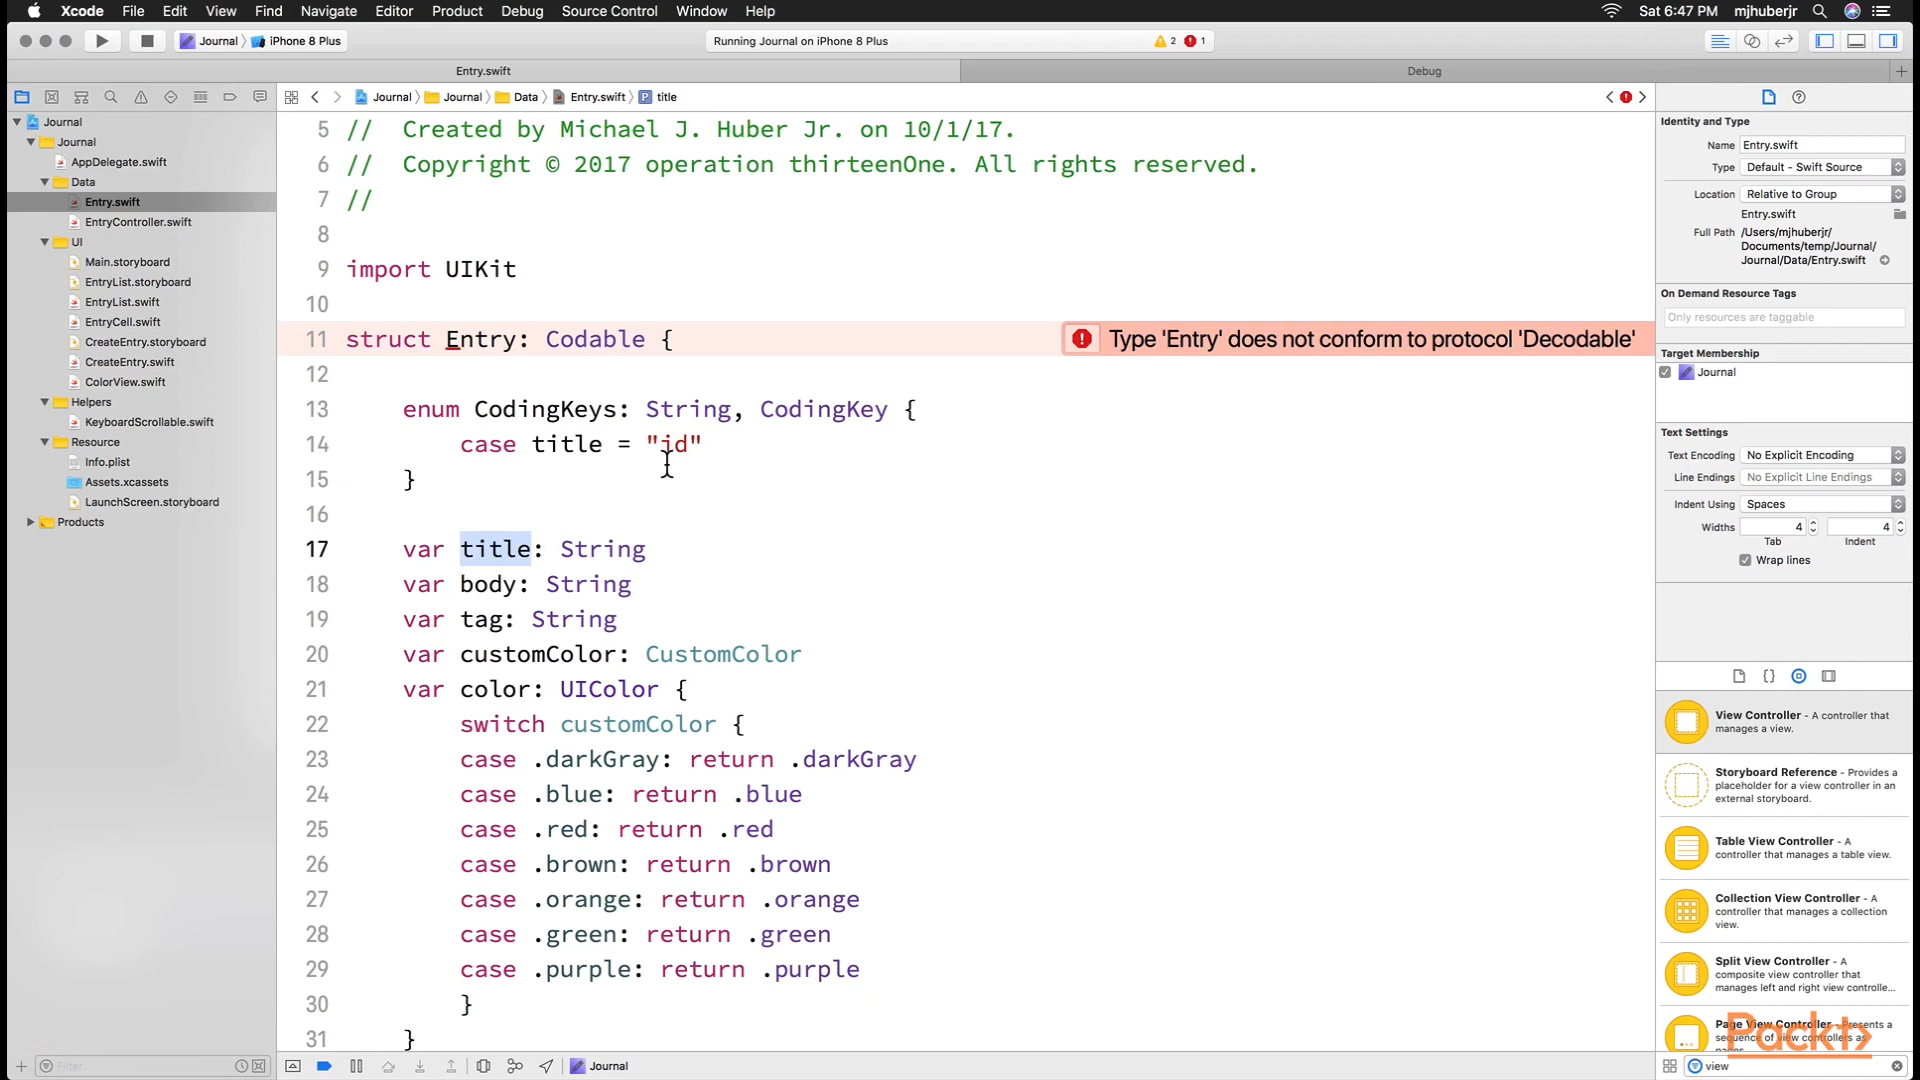 Xcode File Edit View Find Navigate Editor Product Debug Source Control Window Help
Sat 6:47 PM mjhuberjr
Journal iPhone 8 Plus
Running Journal on iPhone 8 Plus
2 1
Entry.swift
Debug
Journal Journal Data Entry.swift P title
Journal
Journal
AppDelegate.swift
Data
Entry.swift
EntryController.swift
UI
Main.storyboard
EntryList.storyboard
EntryList.swift
EntryCell.swift
CreateEntry.storyboard
CreateEntry.swift
ColorView.swift
Helpers
KeyboardScrollable.swift
Resource
Info.plist
Assets.xcassets
LaunchScreen.storyboard
Products
Filter
5 // Created by Michael J. Huber Jr. on 10/1/17.
6 // Copyright © 2017 operation thirteenOne. All rights reserved.
7 //
8
9 import UIKit
10
11 struct Entry: Codable {
Type 'Entry' does not conform to protocol 'Decodable'
12
13 enum CodingKeys: String, CodingKey {
14 case title = "id"
15 }
16
17 var title: String
18 var body: String
19 var tag: String
20 var customColor: CustomColor
21 var color: UIColor {
22 switch customColor {
23 case .darkGray: return .darkGray
24 case .blue: return .blue
25 case .red: return .red
26 case .brown: return .brown
27 case .orange: return .orange
28 case .green: return .green
29 case .purple: return .purple
30 }
31 }
Journal
Identity and Type
Name Entry.swift
Type Default - Swift Source
Location Relative to Group
Entry.swift
Full Path /Users/mjhuberjr/
Documents/temp/Journal/
Journal/Data/Entry.swift
On Demand Resource Tags
Only resources are taggable
Target Membership
Journal
Text Settings
Text Encoding No Explicit Encoding
Line Endings No Explicit Line Endings
Indent Using Spaces
Widths 4 4
Tab Indent
Wrap lines
View Controller - A controller that
manages a view.
Storyboard Reference - Provides a
placeholder for a view controller in an
external storyboard.
Table View Controller - A
controller that manages a table view.
Collection View Controller - A
controller that manages a collection
view.
Split View Controller - A
composite view controller that
manages left and right view controlle...
Page View Controller - Presents a
sequence of view controllers as
Packt
view